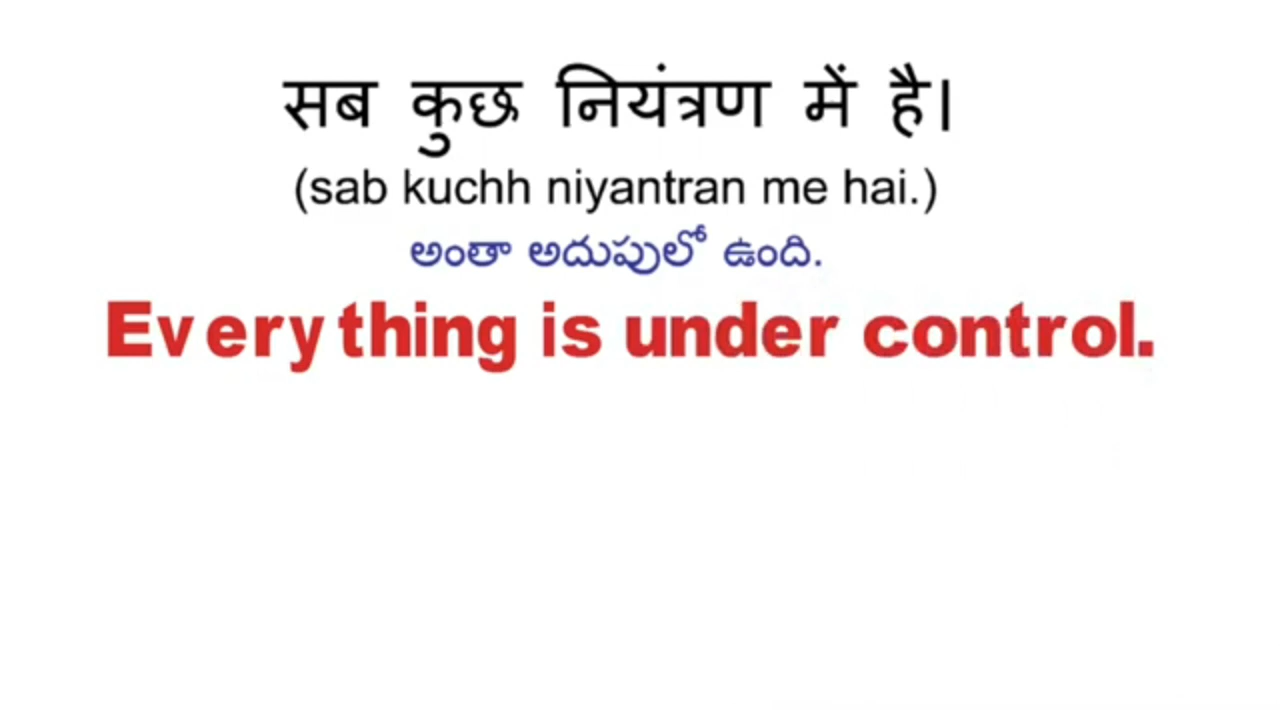 सब कुछ नियंत्रण में है।
(sab kuchh niyantran me hai.)
అంతా అదుపులో ఉంది.
Everything is under control.